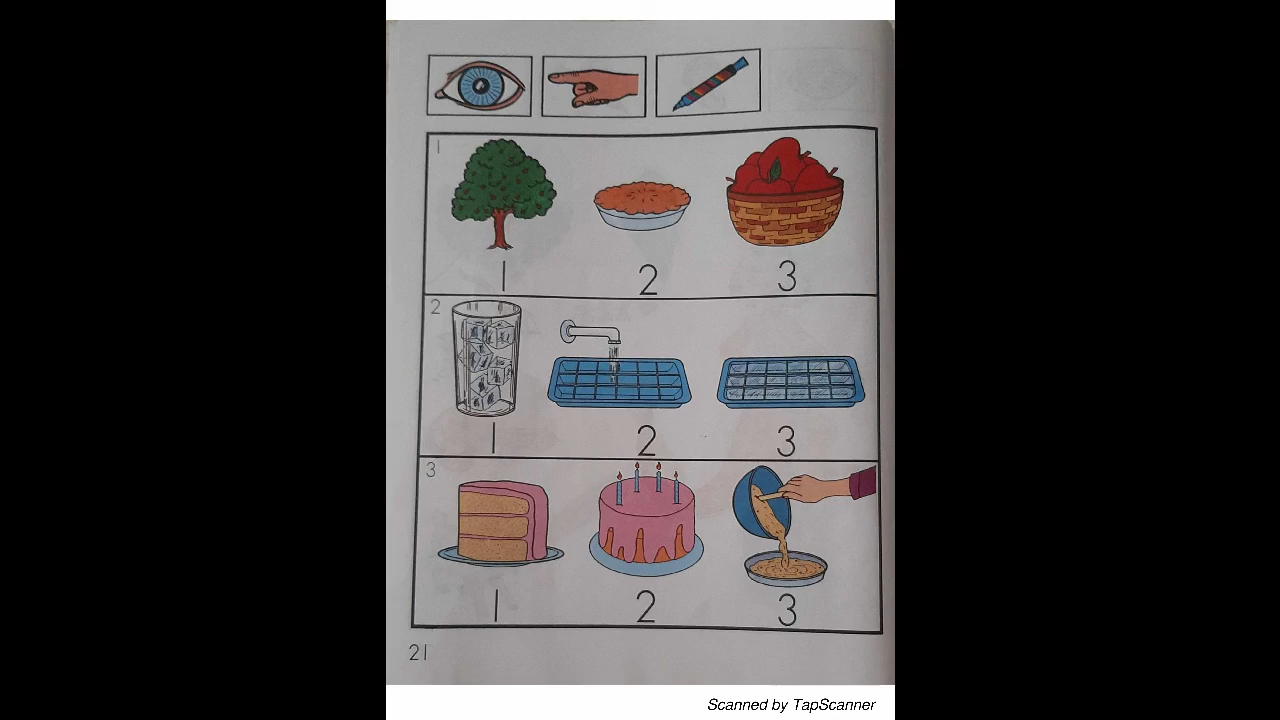 1
1 2 3
2
1 2 3
3
1 2 3
21
Scanned by TapScanner